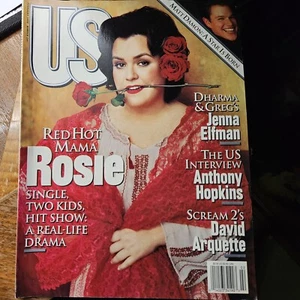 MATT DAMON: A STAR IS BORN
US
DHARMA
& GREG'S
Jenna
Elfman
RED HOT
MAMA
Rosie
SINGLE,
TWO KIDS,
HIT SHOW:
A REAL-LIFE
DRAMA
THE US
INTERVIEW:
Anthony
Hopkins
SCREAM 2'S
David
Arquette